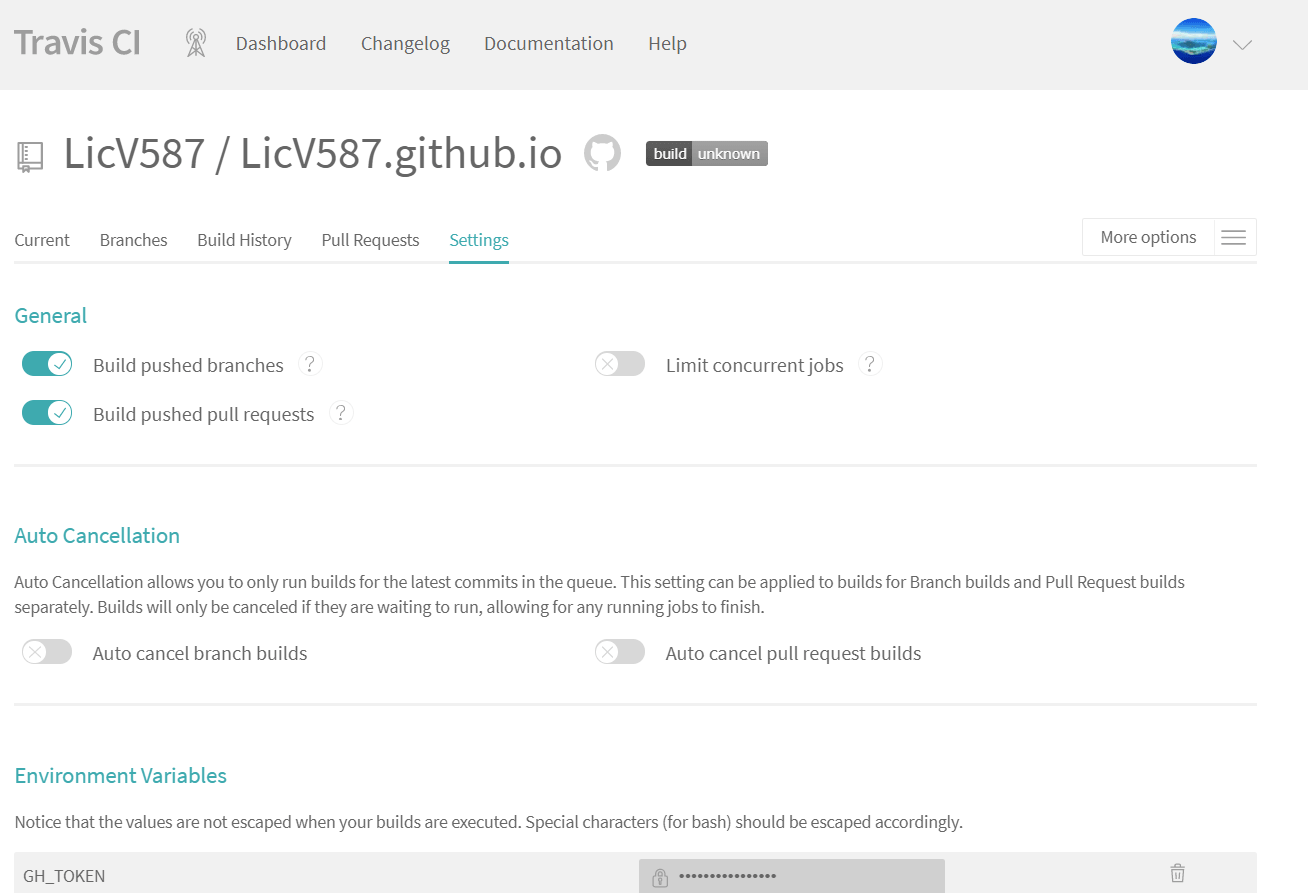 Travis CI Dashboard Changelog Documentation Help
LicV587 / LicV587.github.io build unknown
Current Branches Build History Pull Requests Settings More options
General
Build pushed branches ? Limit concurrent jobs ?
Build pushed pull requests ?
Auto Cancellation
Auto Cancellation allows you to only run builds for the latest commits in the queue. This setting can be applied to builds for Branch builds and Pull Request builds
separately. Builds will only be canceled if they are waiting to run, allowing for any running jobs to finish.
Auto cancel branch builds Auto cancel pull request builds
Environment Variables
Notice that the values are not escaped when your builds are executed. Special characters (for bash) should be escaped accordingly.
GH_TOKEN ••••••••••••••••